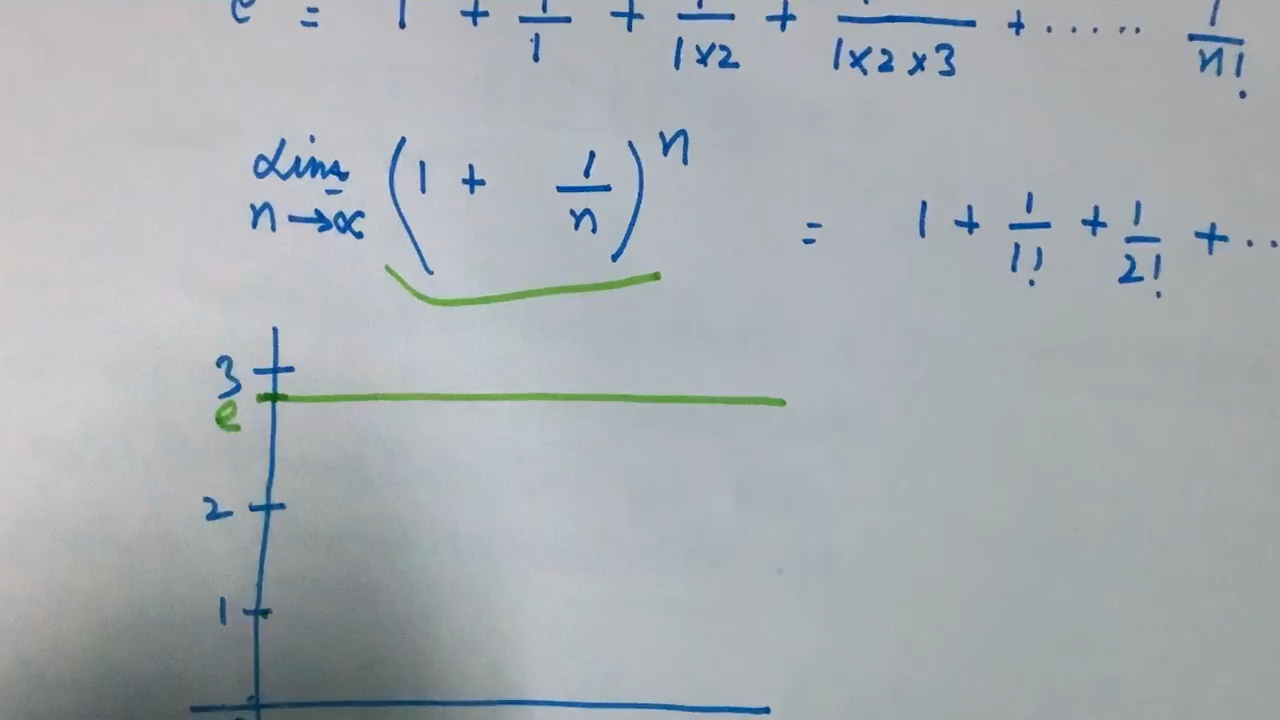 e = 1 + 1/1 + 1/1×2 + 1/1×2×3 + ..... 1/n!
Lim n→∝ (1 + 1/n)^n = 1 + 1/1! + 1/2! + ..
3
e
2
1